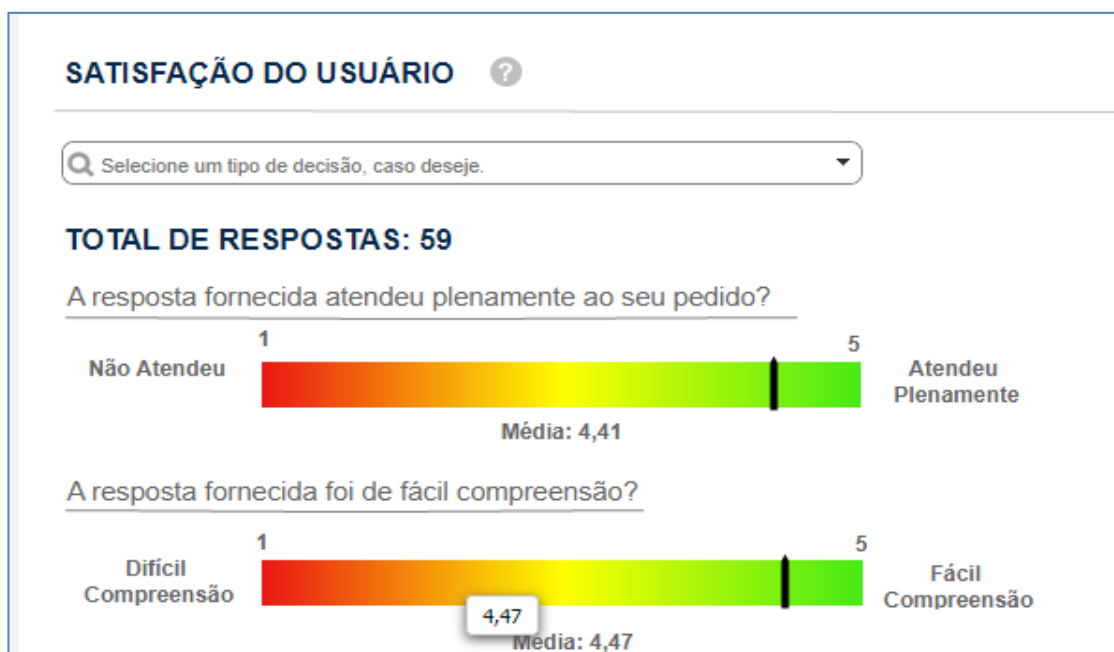 SATISFAÇÃO DO USUÁRIO ?
Selecione um tipo de decisão, caso deseje.
TOTAL DE RESPOSTAS: 59
A resposta fornecida atendeu plenamente ao seu pedido?
1 5
Não Atendeu
Atendeu
Plenamente
Média: 4,41
A resposta fornecida foi de fácil compreensão?
1 5
Difícil
Compreensão
Fácil
Compreensão
4,47
Média: 4,47